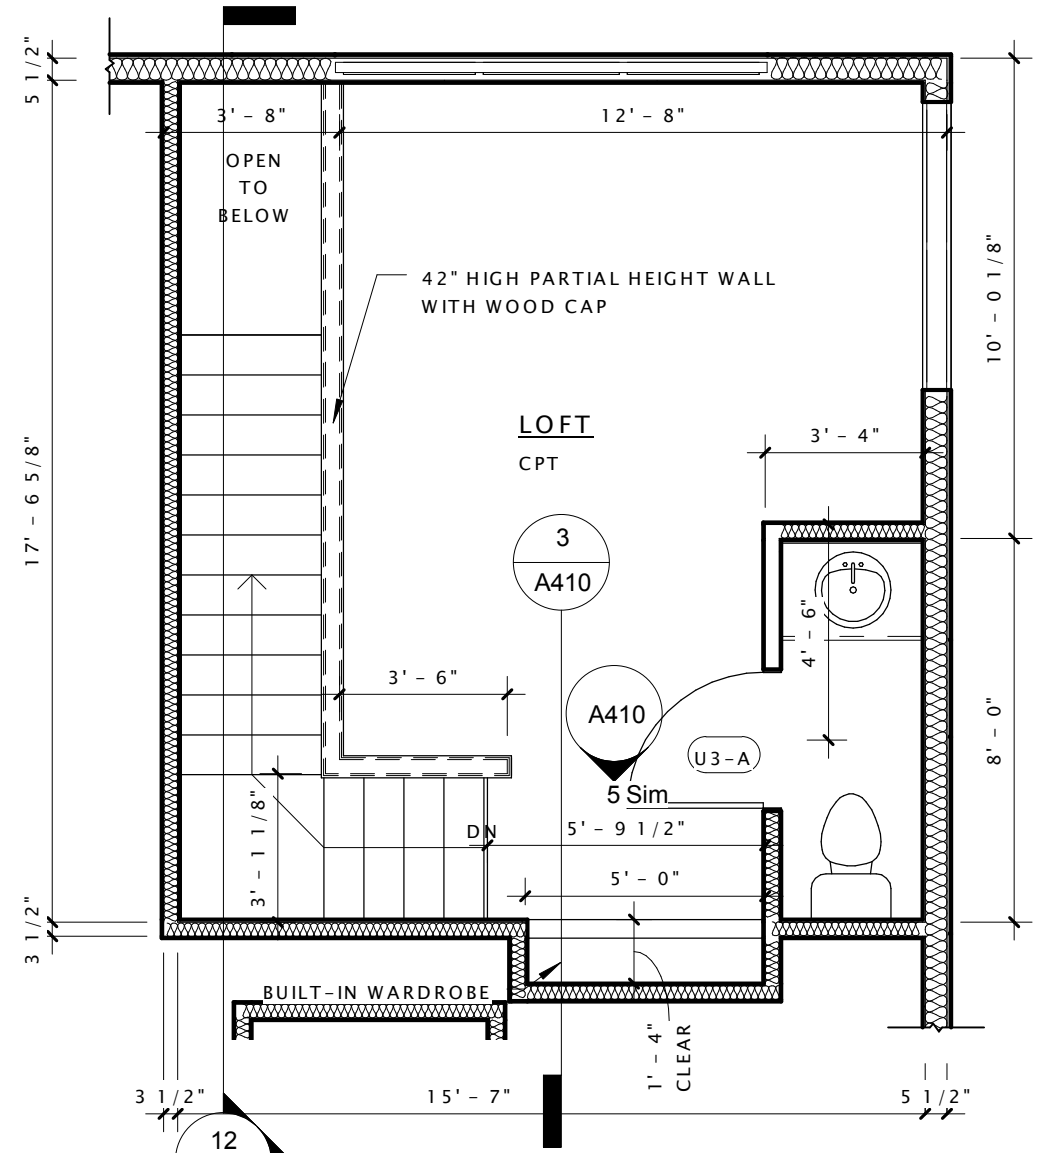 5 1/2"
3' - 8"
12' - 8"
OPEN
TO
BELOW
42" HIGH PARTIAL HEIGHT WALL
WITH WOOD CAP
10' - 0 1/8"
LOFT
CPT
3' - 4"
17' - 6 5/8"
3
A410
4' - 6"
3' - 6"
A410
U3-A
8' - 0"
5 Sim
DN
5' - 9 1/2"
3' - 1 1/8"
5' - 0"
3 1/2"
BUILT-IN WARDROBE
1' - 4"
CLEAR
3 1/2"
15' - 7"
5 1/2"
12